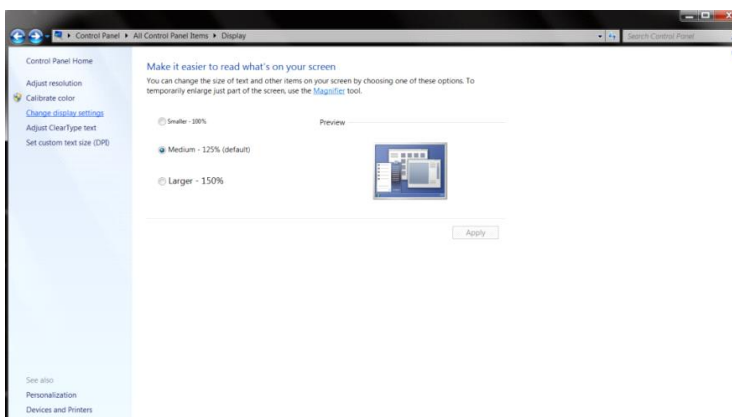 Control Panel ▸ All Control Panel Items ▸ Display
Search Control Panel
Control Panel Home
Adjust resolution
Calibrate color
Change display settings
Adjust ClearType text
Set custom text size (DPI)
Make it easier to read what's on your screen
You can change the size of text and other items on your screen by choosing one of these options. To
temporarily enlarge just part of the screen, use the Magnifier tool.
Smaller - 100%
Preview
Medium - 125% (default)
Larger - 150%
Apply
See also
Personalization
Devices and Printers